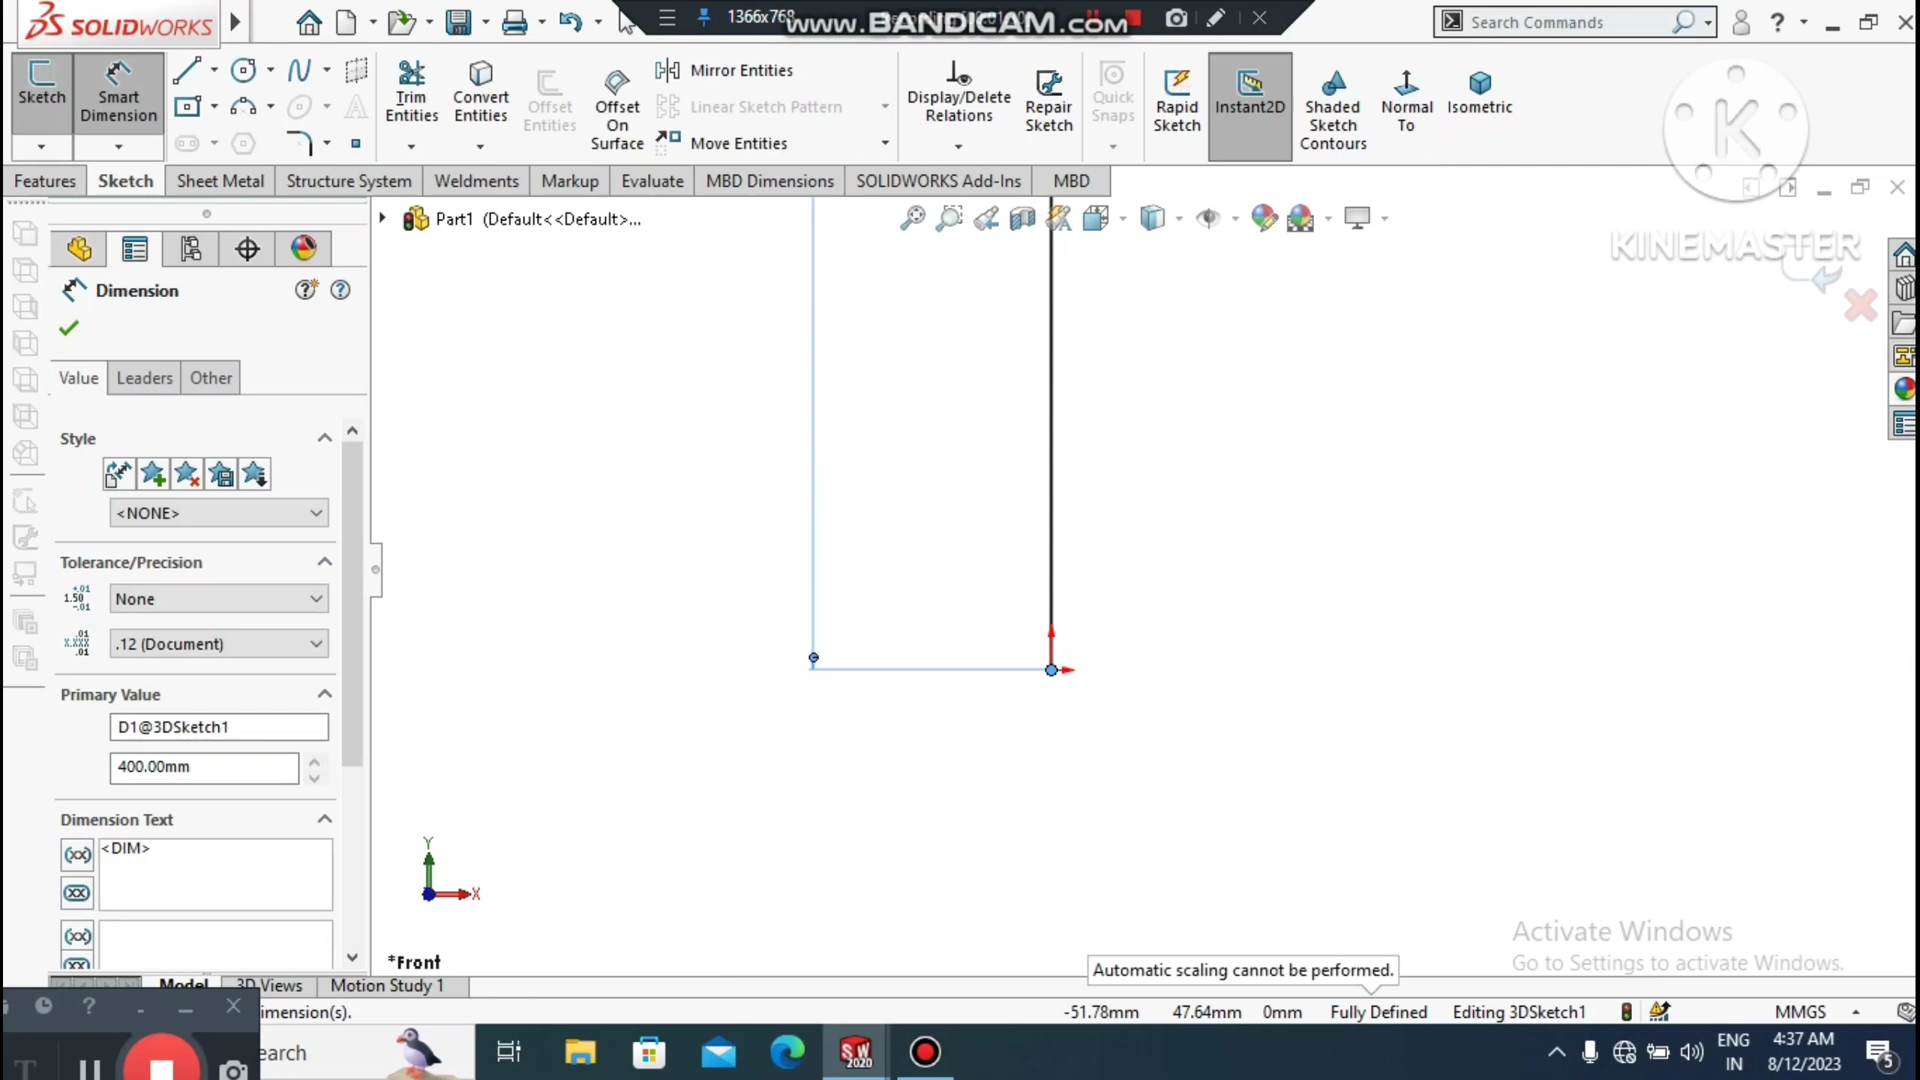 SOLIDWORKS
1366x768
www.BANDICAM.com
Search Commands
Sketch
Smart Dimension
Trim Entities
Convert Entities
Offset Entities
Offset On Surface
Mirror Entities
Linear Sketch Pattern
Move Entities
Display/Delete Relations
Repair Sketch
Quick Snaps
Rapid Sketch
Instant2D
Shaded Sketch Contours
Normal To
Isometric
K
Features
Sketch
Sheet Metal
Structure System
Weldments
Markup
Evaluate
MBD Dimensions
SOLIDWORKS Add-Ins
MBD
Part1 (Default<<Default>...
KINEMASTER
Dimension
Value
Leaders
Other
Style
<NONE>
Tolerance/Precision
None
.12 (Document)
Primary Value
D1@3DSketch1
400.00mm
Dimension Text
<DIM>
Y
X
*Front
Activate Windows
Go to Settings to activate Windows.
Automatic scaling cannot be performed.
Model
3D Views
Motion Study 1
imension(s).
-51.78mm
47.64mm
0mm
Fully Defined
Editing 3DSketch1
MMGS
earch
SW 2020
ENG
IN
4:37 AM
8/12/2023
5